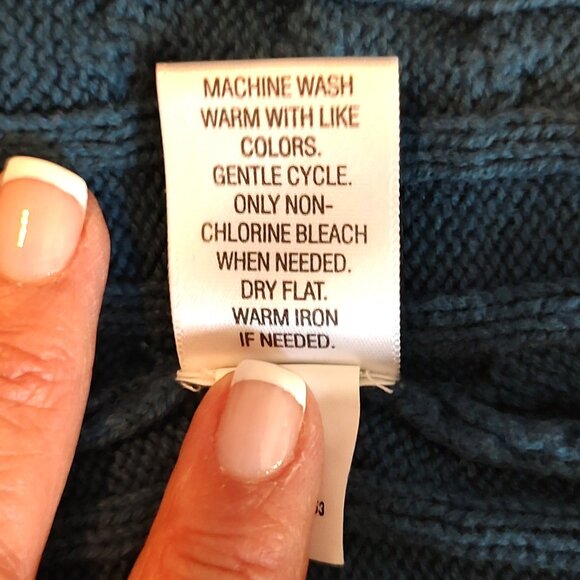 MACHINE WASH
WARM WITH LIKE
COLORS.
GENTLE CYCLE.
ONLY NON-
CHLORINE BLEACH
WHEN NEEDED.
DRY FLAT.
WARM IRON
IF NEEDED.